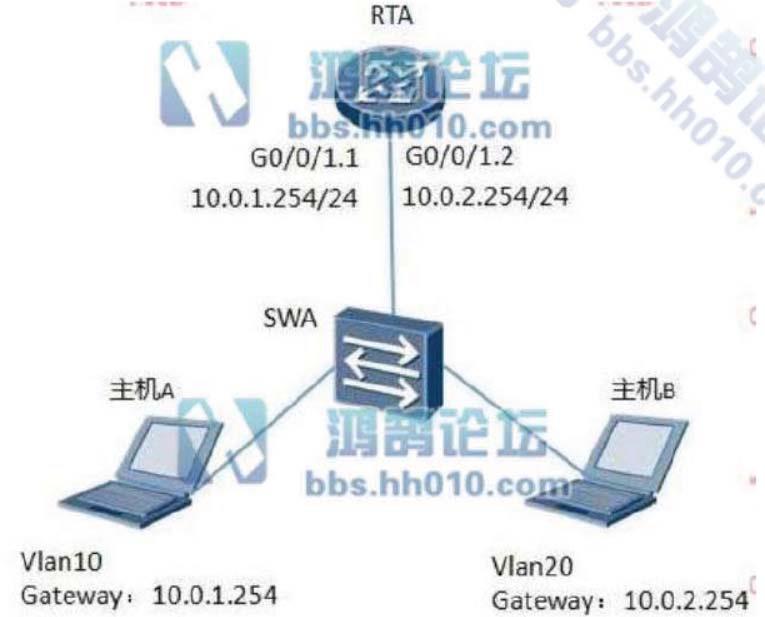 RTA
鸿鹄论坛
bbs.hh010.com
G0/0/1.1 G0/0/1.2
10.0.1.254/24 10.0.2.254/24
SWA
主机A 主机B
鸿鹄论坛
bbs.hh010.com
Vlan10 Vlan20
Gateway：10.0.1.254 Gateway：10.0.2.254
bbs.hh010.c